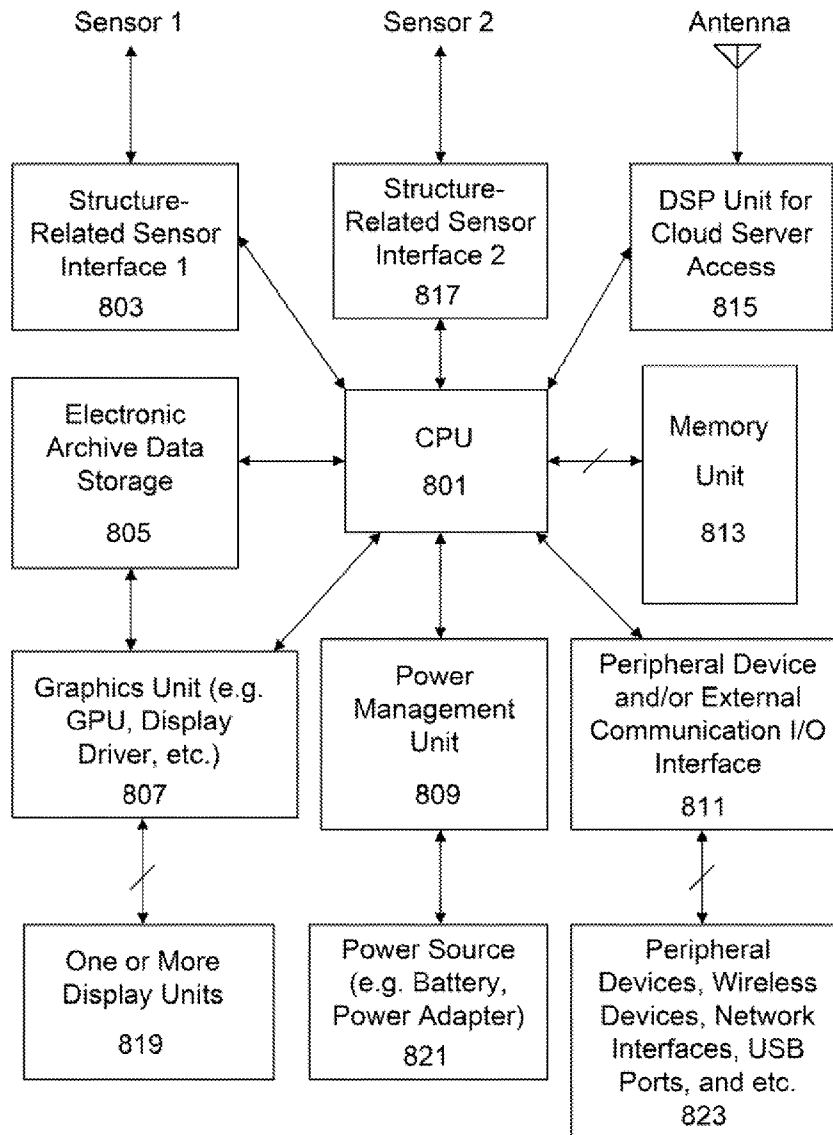 Sensor 1
Sensor 2
Antenna
Structure-
Related Sensor
Interface 1
803
Structure-
Related Sensor
Interface 2
817
DSP Unit for
Cloud Server
Access
815
Electronic
Archive Data
Storage
805
CPU
801
Memory
Unit
813
Graphics Unit (e.g.
GPU, Display
Driver, etc.)
807
Power
Management
Unit
809
Peripheral Device
and/or External
Communication I/O
Interface
811
One or More
Display Units
819
Power Source
(e.g. Battery,
Power Adapter)
821
Peripheral
Devices, Wireless
Devices, Network
Interfaces, USB
Ports, and etc.
823